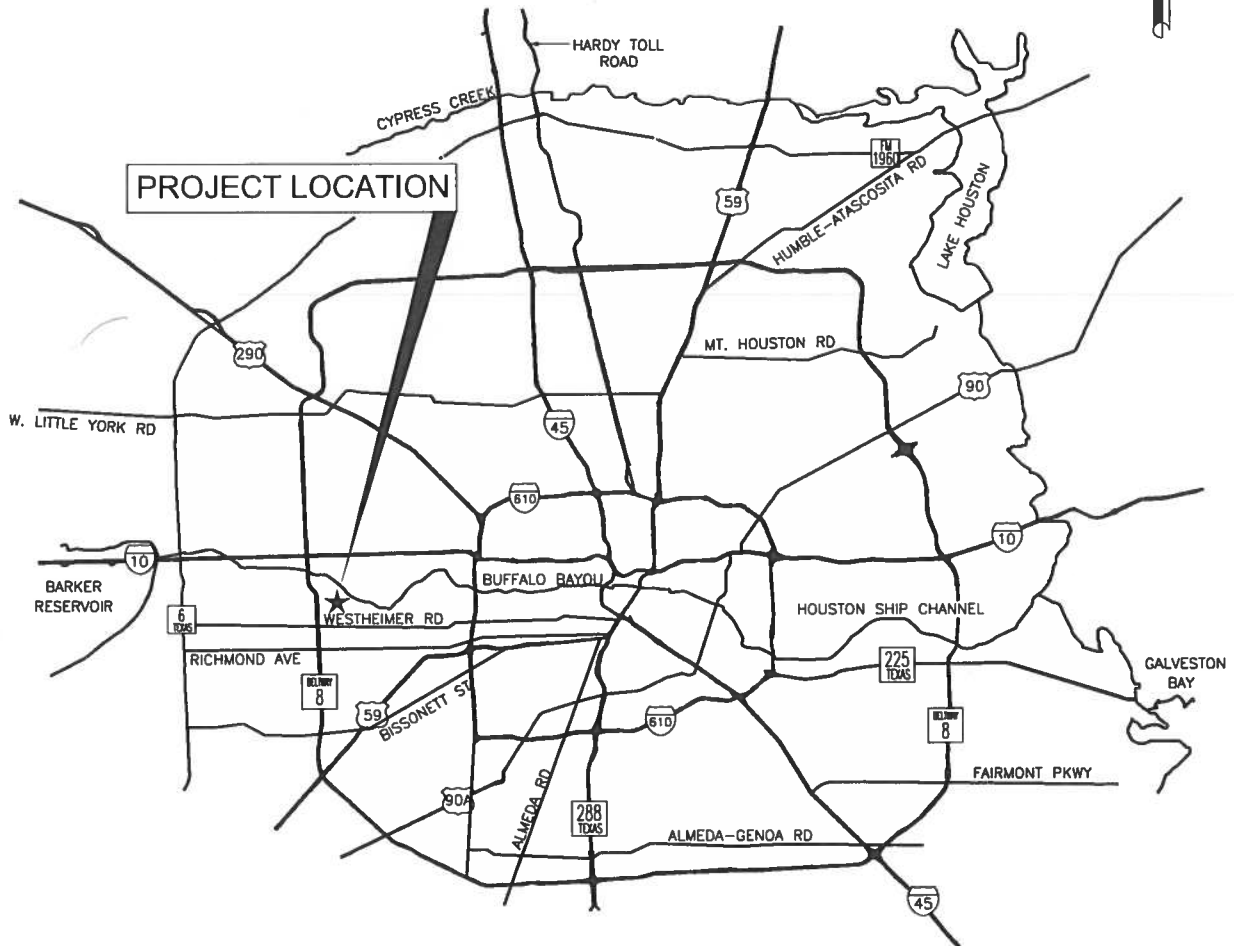 HARDY TOLL
ROAD
CYPRESS CREEK
FM
1960
PROJECT LOCATION
59
HUMBLE-ATASCOSITA RD
LAKE HOUSTON
290
MT. HOUSTON RD
90
W. LITTLE YORK RD
45
610
10
10
BARKER
RESERVOIR
BUFFALO BAYOU
HOUSTON SHIP CHANNEL
6
TEXAS
WESTHEIMER RD
RICHMOND AVE
225
TEXAS
GALVESTON
BAY
BELTWAY
8
59
BISSONETT ST
610
BELTWAY
8
FAIRMONT PKWY
90A
ALMEDA RD
288
TEXAS
ALMEDA-GENOA RD
45